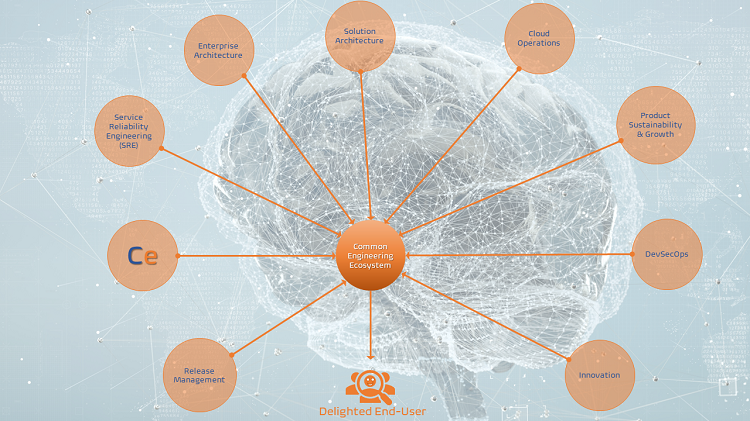 Solution
Architecture
Enterprise
Architecture
Cloud
Operations
Service
Reliability
Engineering
(SRE)
Product
Sustainability
& Growth
Common
Engineering
Ecosystem
Ce
DevSecOps
Release
Management
Innovation
Delighted End-User